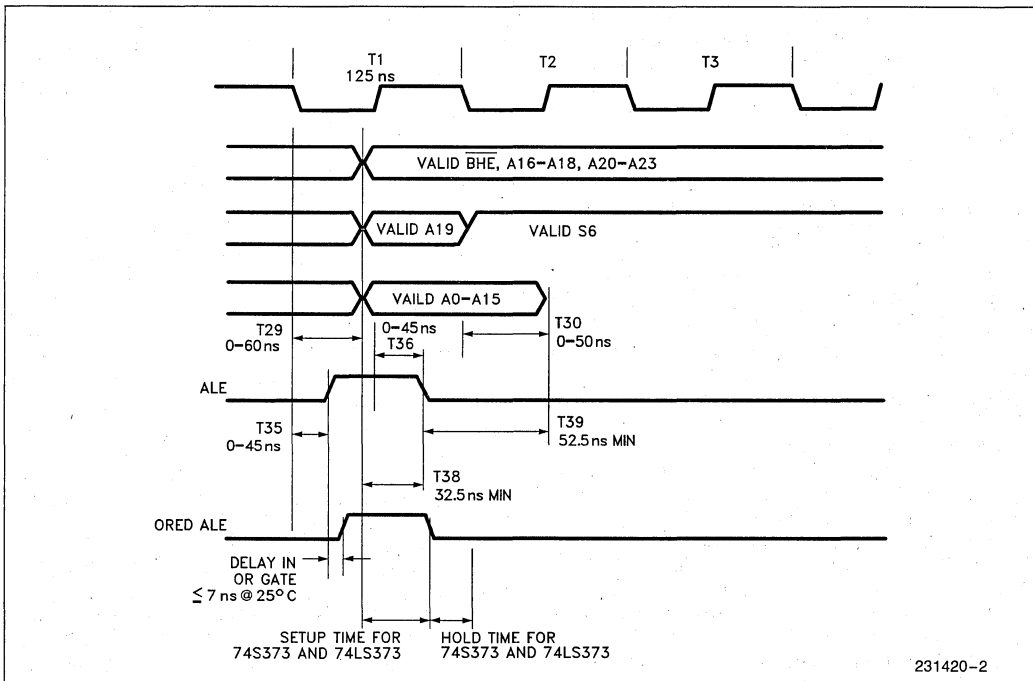 T1 T2 T3
125 ns
VALID BHE, A16-A18, A20-A23
VALID A19 VALID S6
VAILD A0-A15
T29 0-45ns T30
0-60ns T36 0-50ns
ALE
T35 T39
0-45ns 52.5ns MIN
T38
32.5ns MIN
ORED ALE
DELAY IN
OR GATE
≤ 7 ns @ 25° C
SETUP TIME FOR HOLD TIME FOR
74S373 AND 74LS373 74S373 AND 74LS373
231420-2